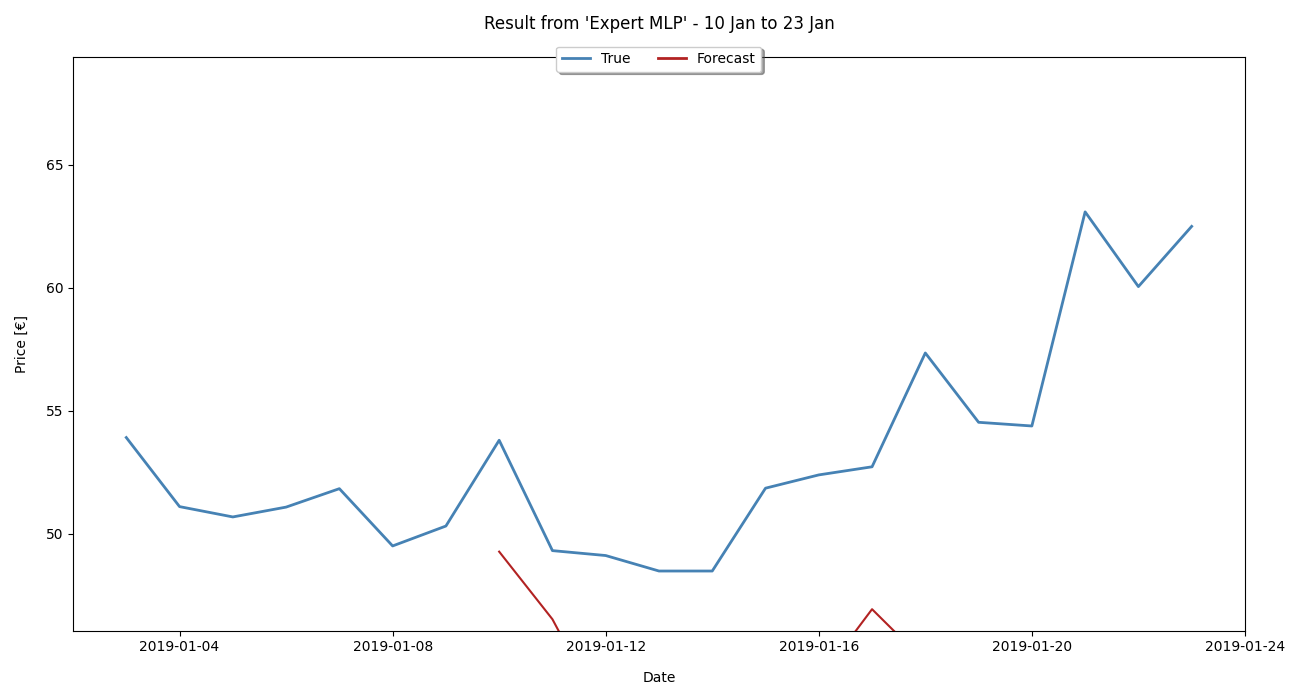 Result from 'Expert MLP' - 10 Jan to 23 Jan
True Forecast
65
60
55
50
Price [€]
2019-01-04 2019-01-08 2019-01-12 2019-01-16 2019-01-20 2019-01-24
Date